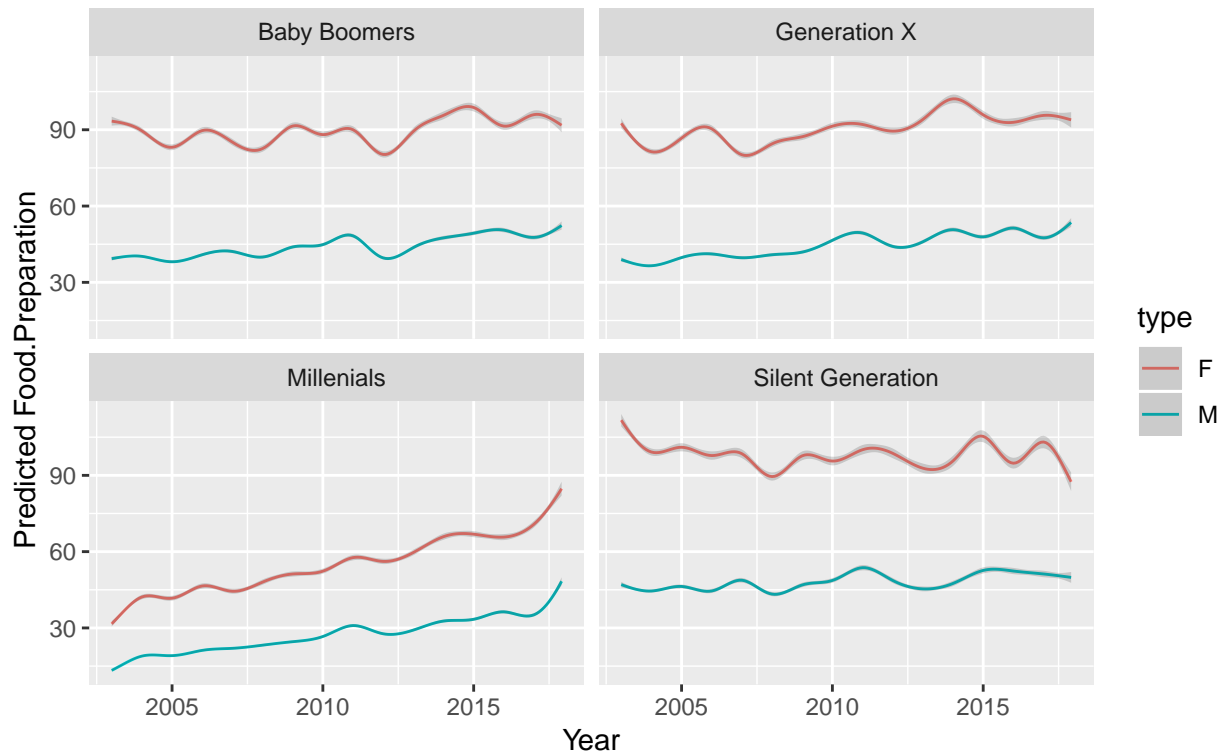 Baby Boomers
Generation X
90
60
30
Millenials
Silent Generation
90
60
30
2005
2010
2015
2005
2010
2015
Year
Predicted Food.Preparation
type
F
M